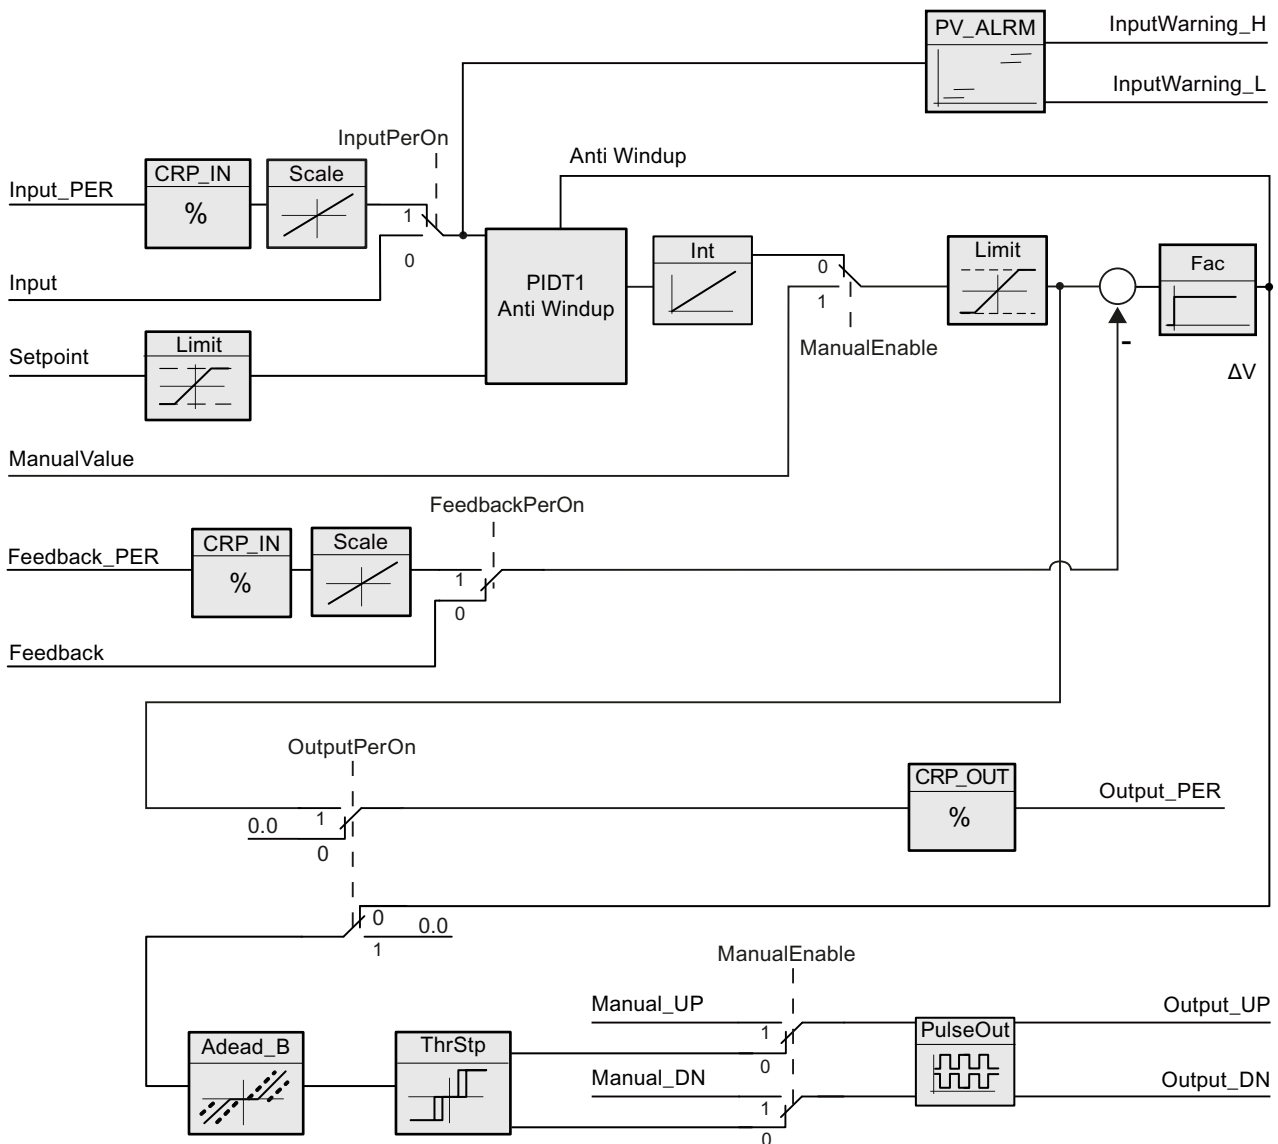 PV_ALRM
InputWarning_H
InputWarning_L
InputPerOn
Anti Windup
Input_PER
CRP_IN
%
Scale
1
0
Input
PIDT1
Anti Windup
Int
0
1
ManualEnable
Limit
Fac
-
ΔV
Setpoint
Limit
ManualValue
FeedbackPerOn
Feedback_PER
CRP_IN
%
Scale
1
0
Feedback
OutputPerOn
0.0
1
0
CRP_OUT
%
Output_PER
0
0.0
1
ManualEnable
Manual_UP
1
0
Manual_DN
1
0
PulseOut
Output_UP
Output_DN
Adead_B
ThrStp